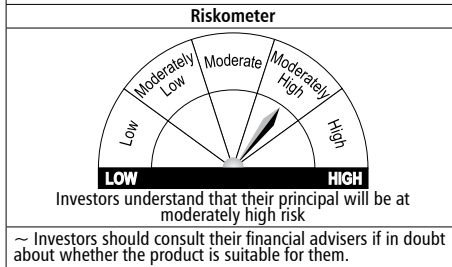 Riskometer
Low
Moderately
Low
Moderate
Moderately
High
High
LOW
HIGH
Investors understand that their principal will be at
moderately high risk
~ Investors should consult their financial advisers if in doubt
about whether the product is suitable for them.